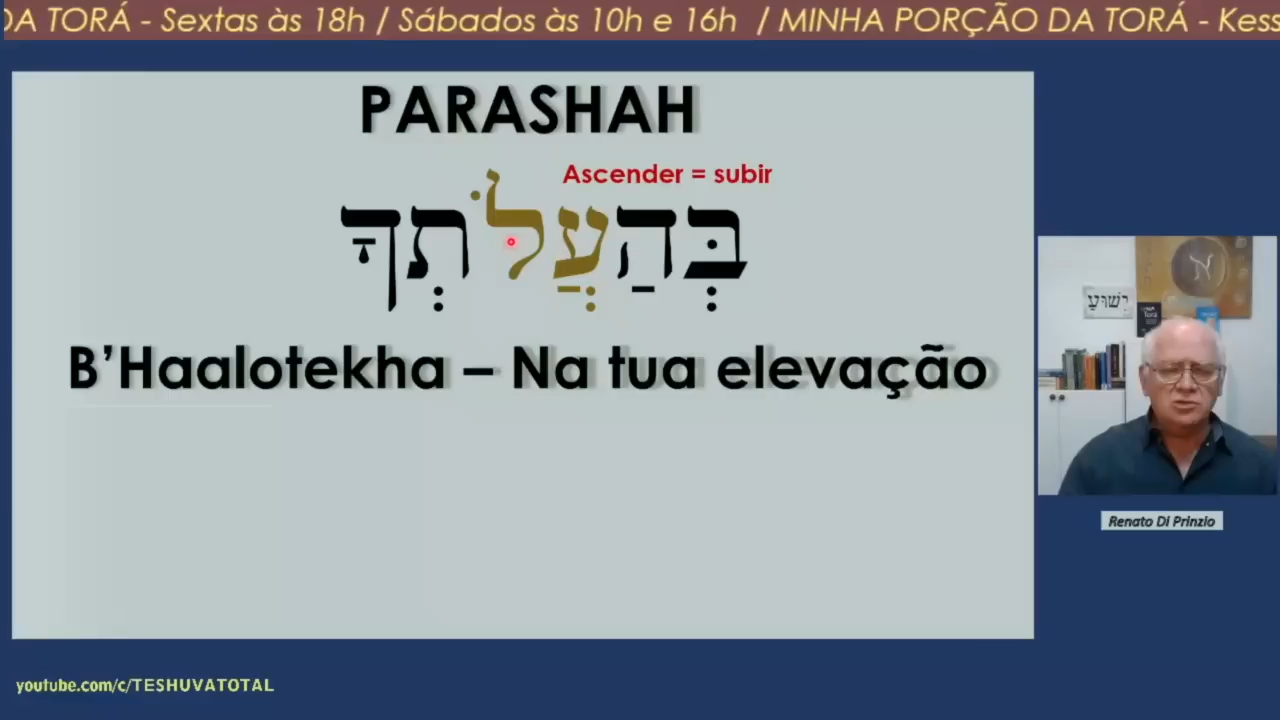 DA TORÁ - Sextas às 18h / Sábados às 10h e 16h / MINHA PORÇÃO DA TORÁ - Kess
PARASHAH
Ascender = subir
בְּהַעֲלֹתְךָ
B’Haalotekha – Na tua elevação
ישׁוּעַ
Renato Di Prinzio
youtube.com/c/TESHUVATOTAL